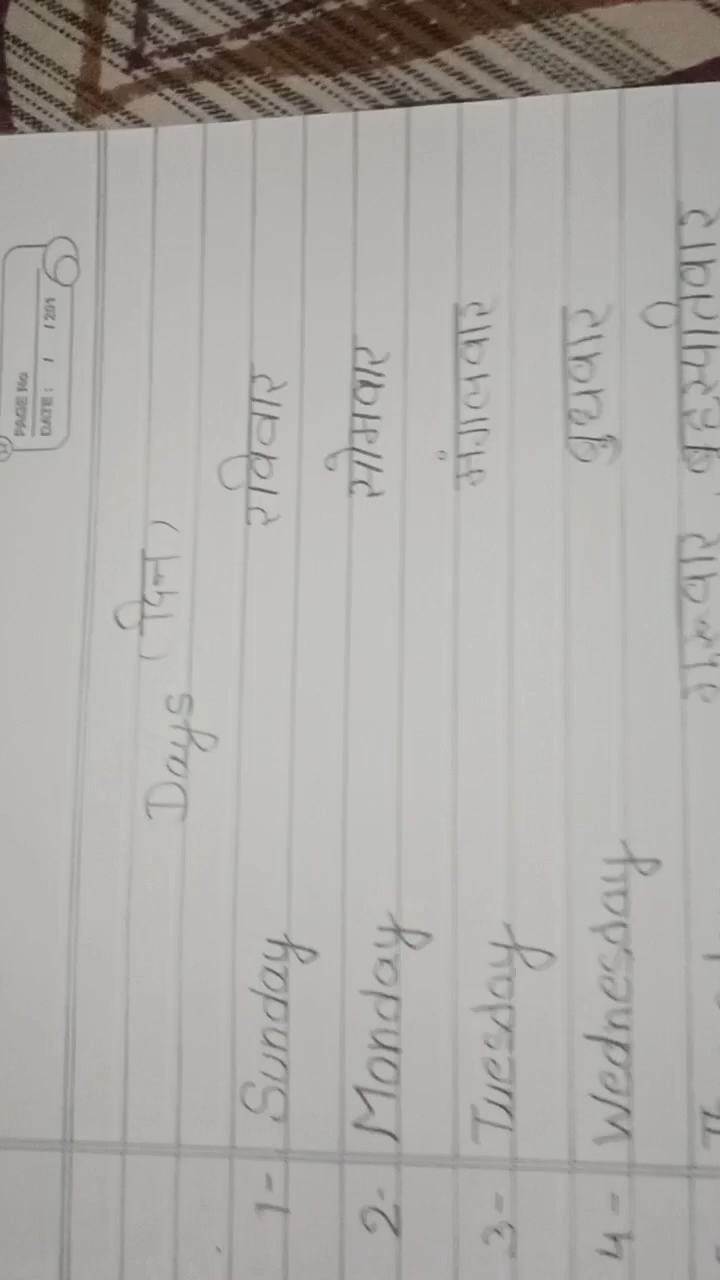 PAGE No
DATE : / / 201
Days (दिन)
1- Sunday रविवार
2- Monday सोमवार
3- Tuesday मंगलवार
4- Wednesday बुधवार
गुरूवार, बृहस्पतिवार